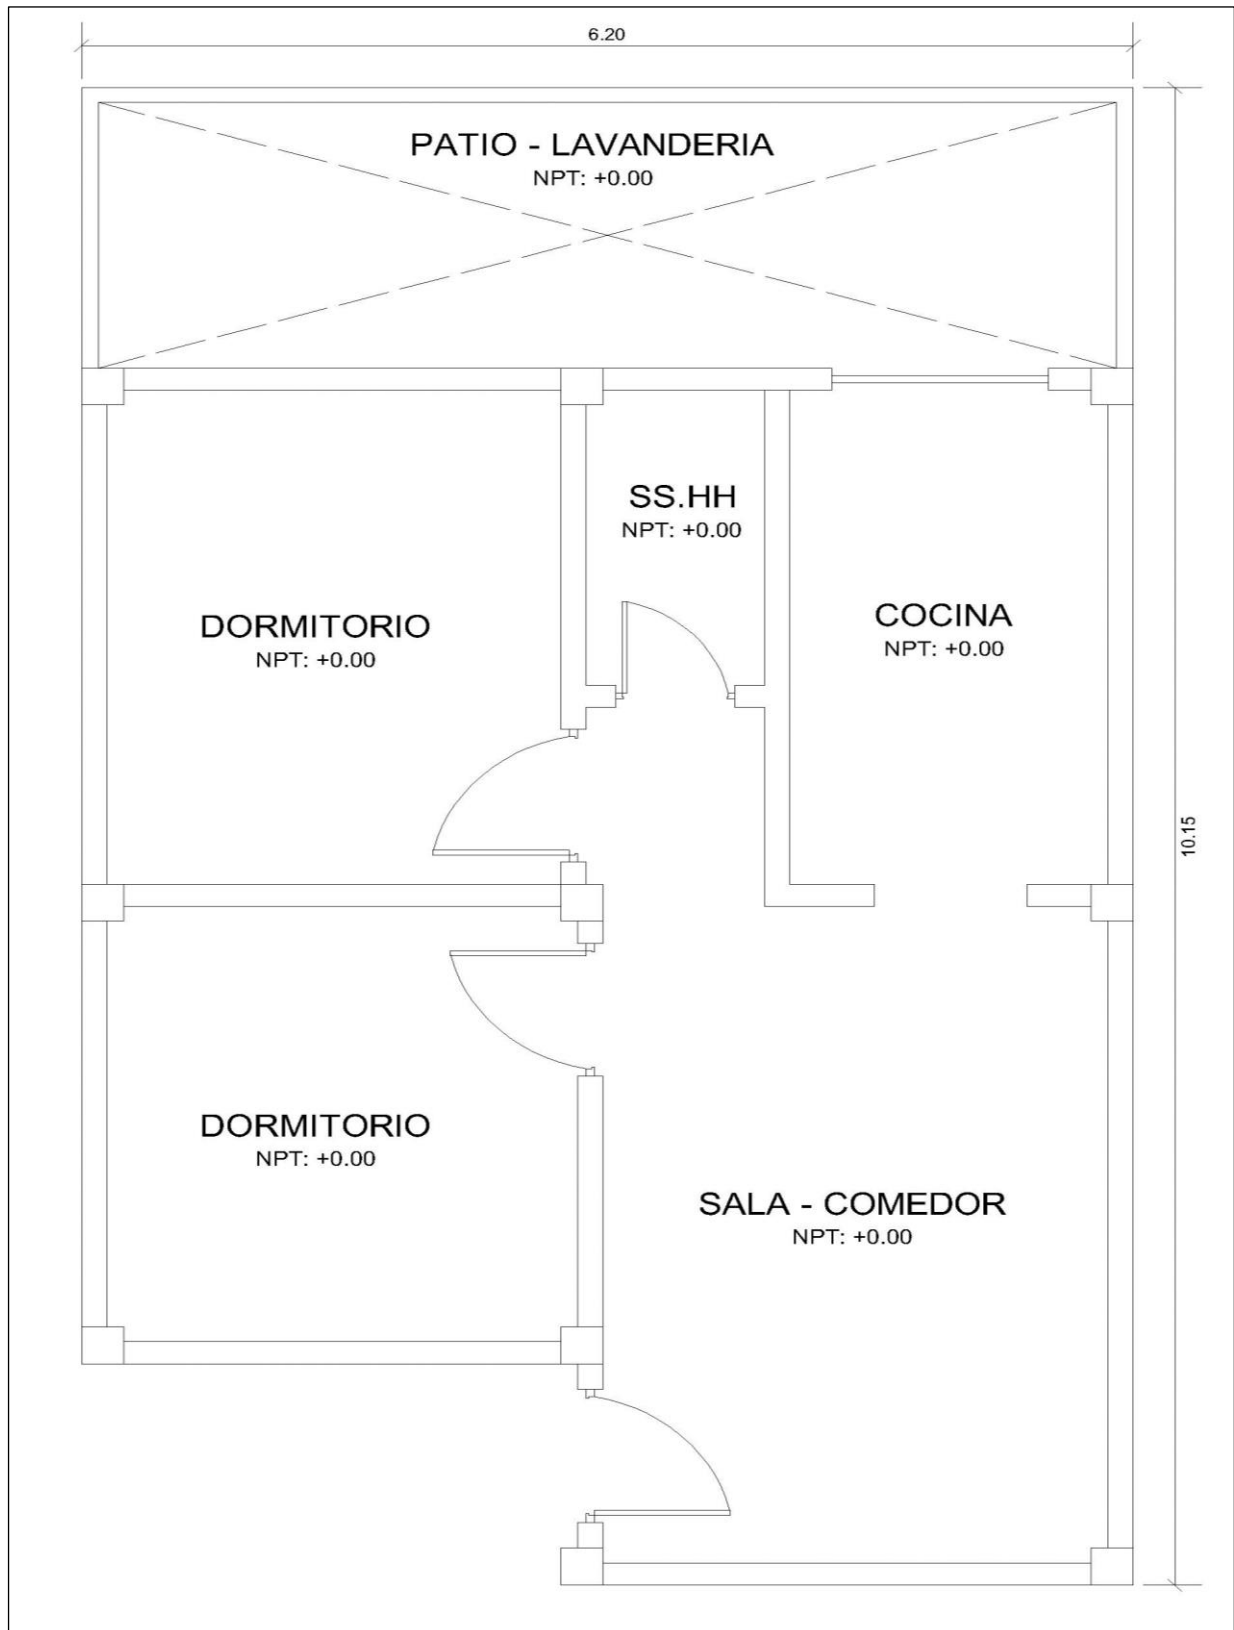 6.20
PATIO - LAVANDERIA
NPT: +0.00
SS.HH
NPT: +0.00
DORMITORIO
NPT: +0.00
COCINA
NPT: +0.00
10.15
DORMITORIO
NPT: +0.00
SALA - COMEDOR
NPT: +0.00